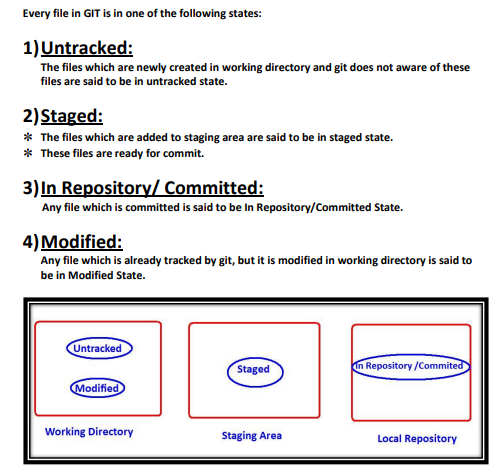 Every file in GIT is in one of the following states:
1)Untracked:
The files which are newly created in working directory and git does not aware of these
files are said to be in untracked state.
2)Staged:
* The files which are added to staging area are said to be in staged state.
* These files are ready for commit.
3)In Repository/ Committed:
Any file which is committed is said to be In Repository/Committed State.
4)Modified:
Any file which is already tracked by git, but it is modified in working directory is said to
be in Modified State.
Untracked
Modified
Working Directory
Staged
Staging Area
In Repository /Commited
Local Repository